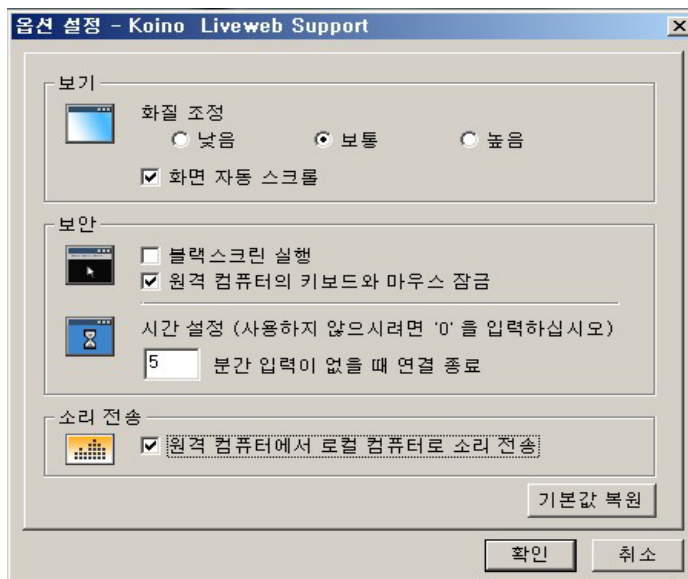 옵션 설정 - Koino Liveweb Support
보기
화질 조정
낮음 보통 높음
화면 자동 스크롤
보안
블랙스크린 실행
원격 컴퓨터의 키보드와 마우스 잠금
시간 설정 (사용하지 않으시려면 '0' 을 입력하십시오)
5 분간 입력이 없을 때 연결 종료
소리 전송
원격 컴퓨터에서 로컬 컴퓨터로 소리 전송
기본값 복원
확인 취소